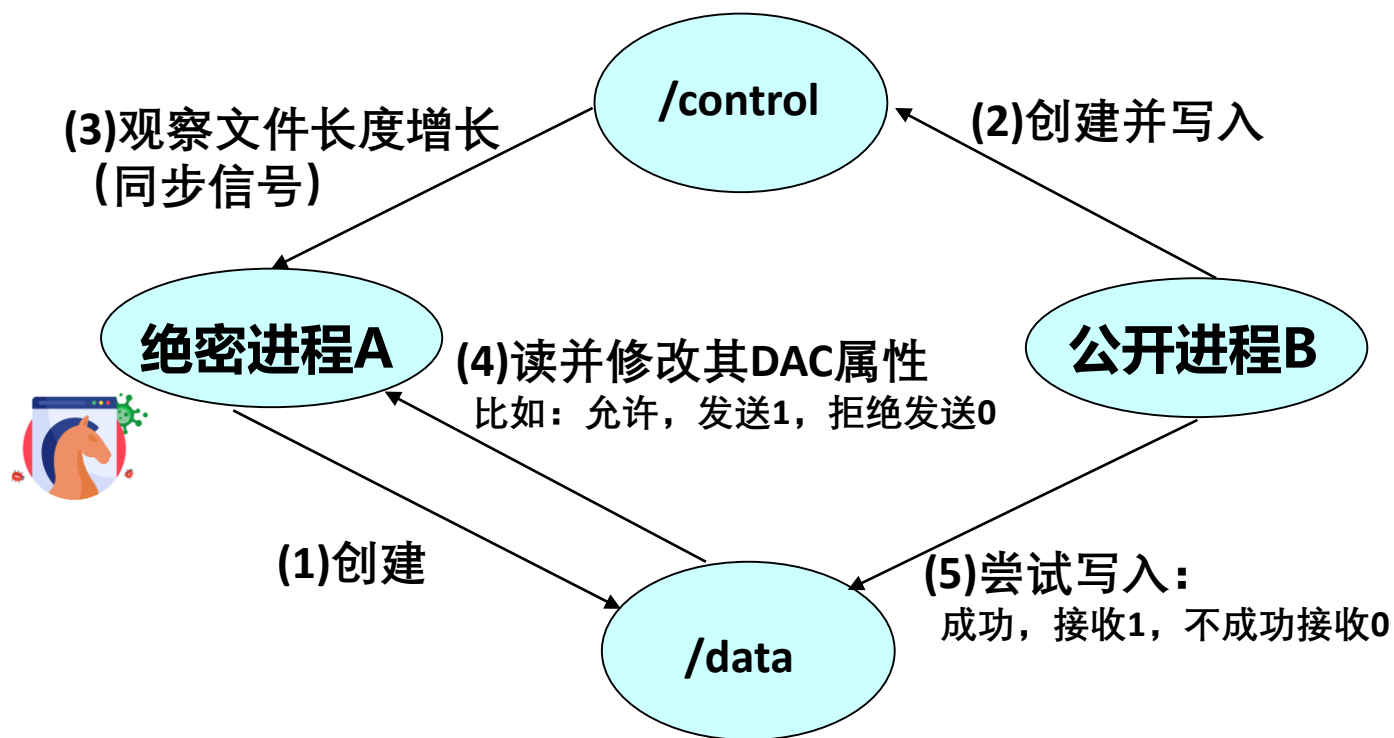 /control
(3)观察文件长度增长
(同步信号)
(2)创建并写入
绝密进程A
公开进程B
(4)读并修改其DAC属性
比如：允许，发送1，拒绝发送0
(1)创建
(5)尝试写入：
成功，接收1，不成功接收0
/data